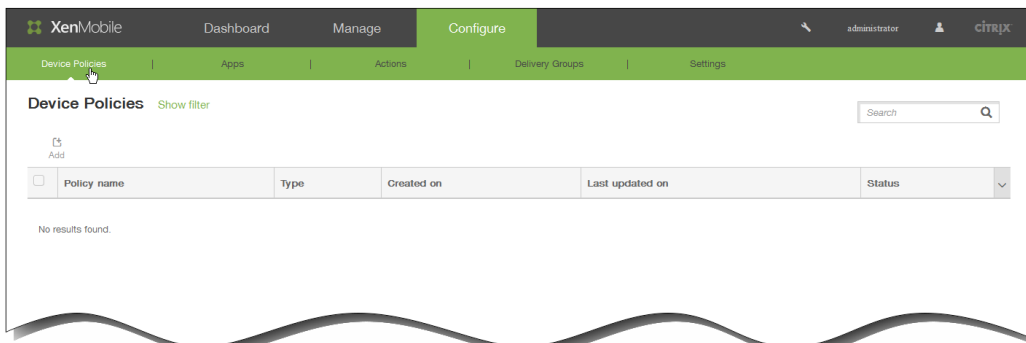 XenMobile Dashboard Manage Configure administrator CITRIX
Device Policies | Apps | Actions | Delivery Groups | Settings
Device Policies Show filter
Search
Add
Policy name Type Created on Last updated on Status
No results found.